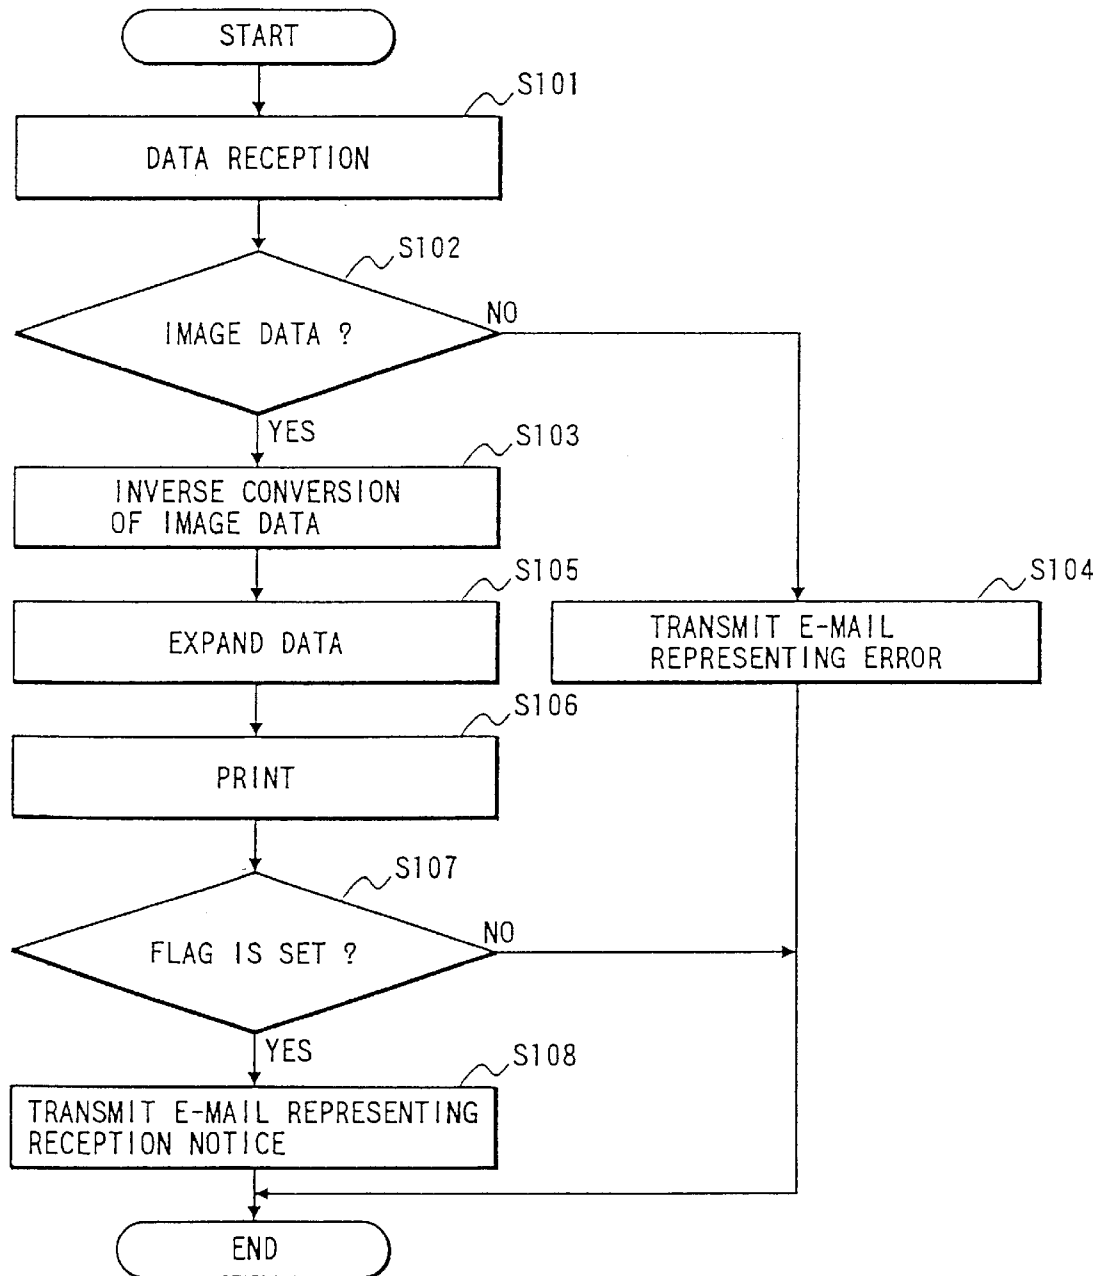 START
S101
DATA RECEPTION
S102
IMAGE DATA ?
NO
YES
S103
INVERSE CONVERSION
OF IMAGE DATA
S105
EXPAND DATA
S104
TRANSMIT E-MAIL
REPRESENTING ERROR
S106
PRINT
S107
FLAG IS SET ?
NO
YES
S108
TRANSMIT E-MAIL REPRESENTING
RECEPTION NOTICE
END